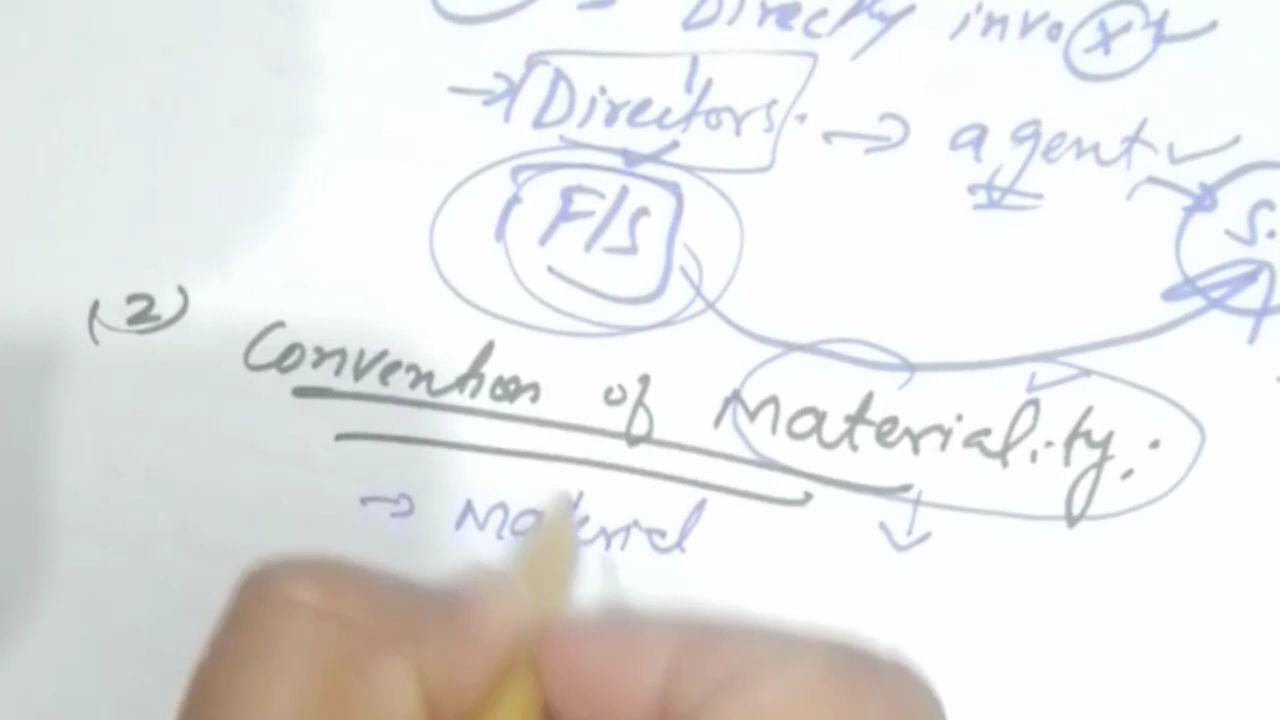 Directly invo
→ Directors. → agent
F/S
S.
(2) Convention of Materiality:
→ Material